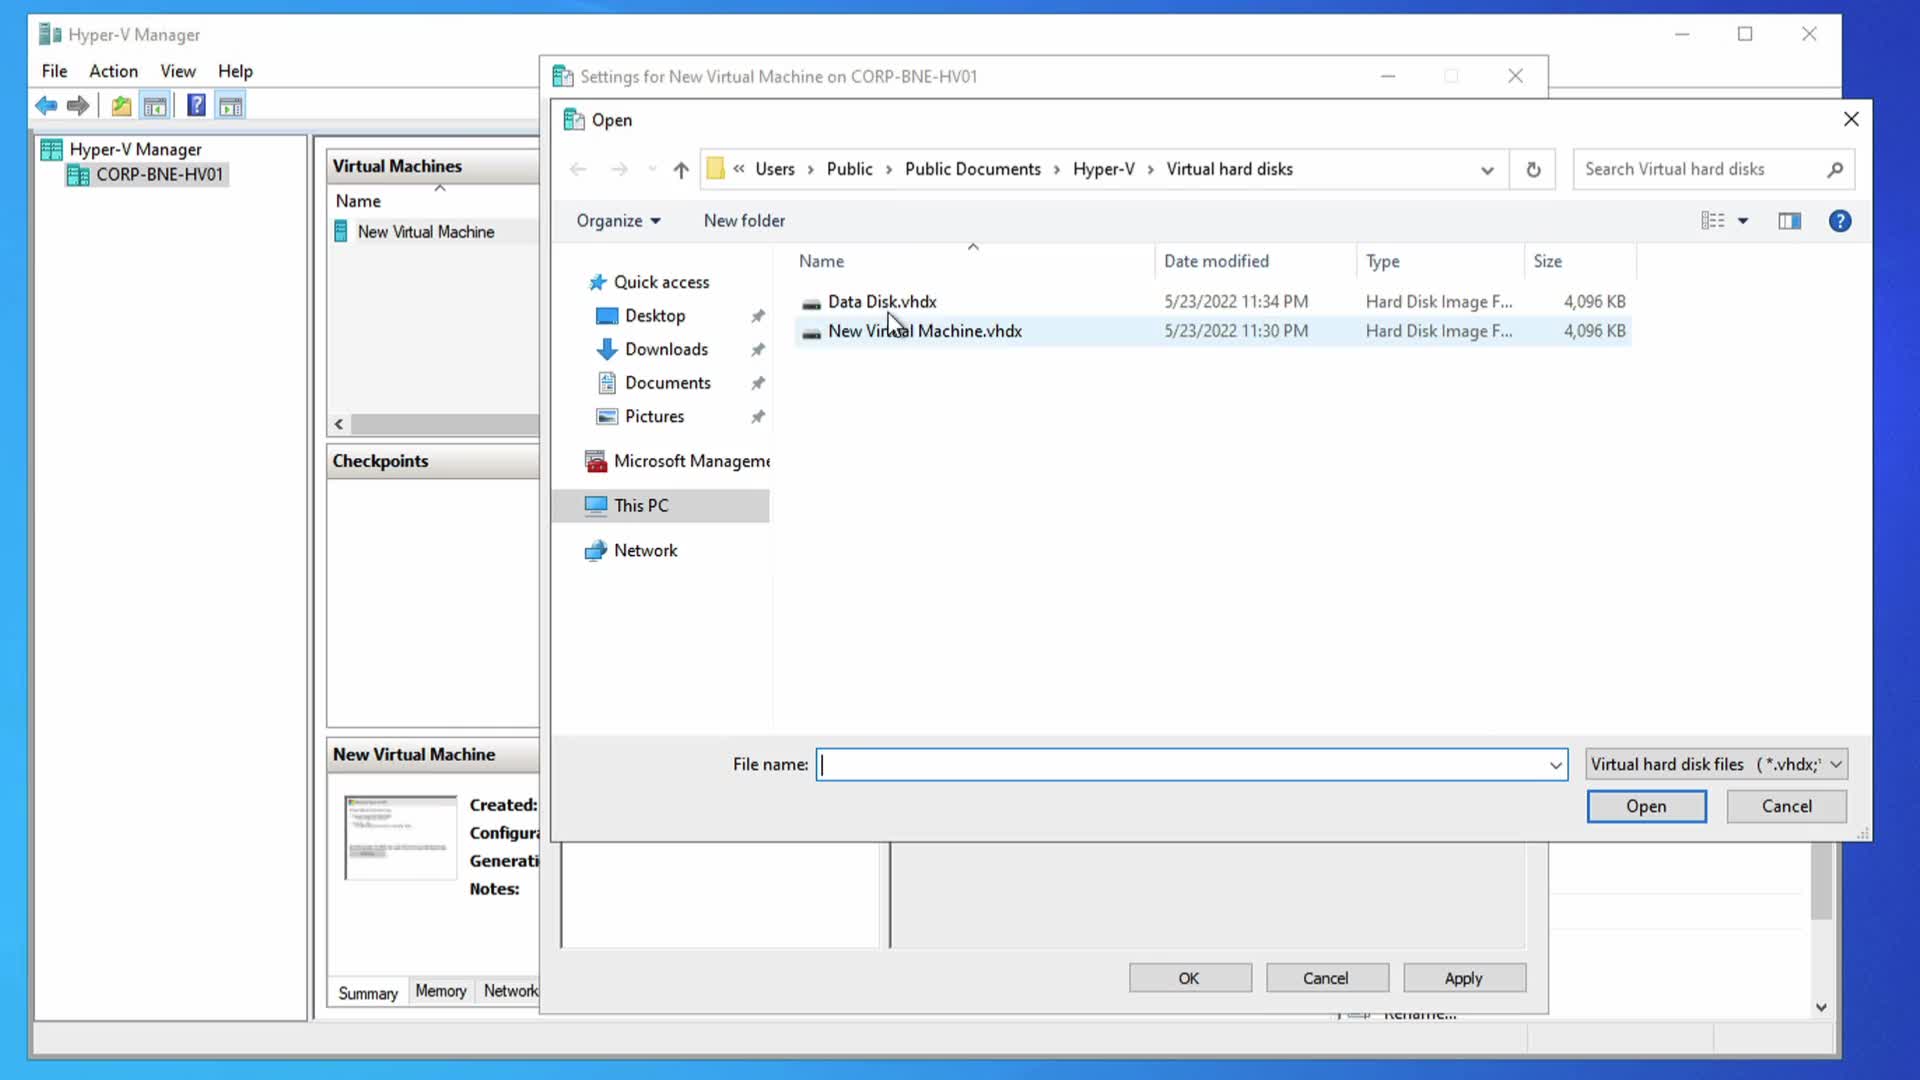 Hyper-V Manager
File Action View Help
Settings for New Virtual Machine on CORP-BNE-HV01
Open
« Users › Public › Public Documents › Hyper-V › Virtual hard disks
Search Virtual hard disks
Organize New folder
Hyper-V Manager
CORP-BNE-HV01
Virtual Machines
Name
New Virtual Machine
Checkpoints
New Virtual Machine
Created:
Configura
Generati
Notes:
Summary Memory Network
Quick access
Desktop
Downloads
Documents
Pictures
Microsoft Manageme
This PC
Network
Name Date modified Type Size
Data Disk.vhdx 5/23/2022 11:34 PM Hard Disk Image F... 4,096 KB
New Virtual Machine.vhdx 5/23/2022 11:30 PM Hard Disk Image F... 4,096 KB
File name:
Virtual hard disk files (*.vhdx;
Open Cancel
OK Cancel Apply
Rename...